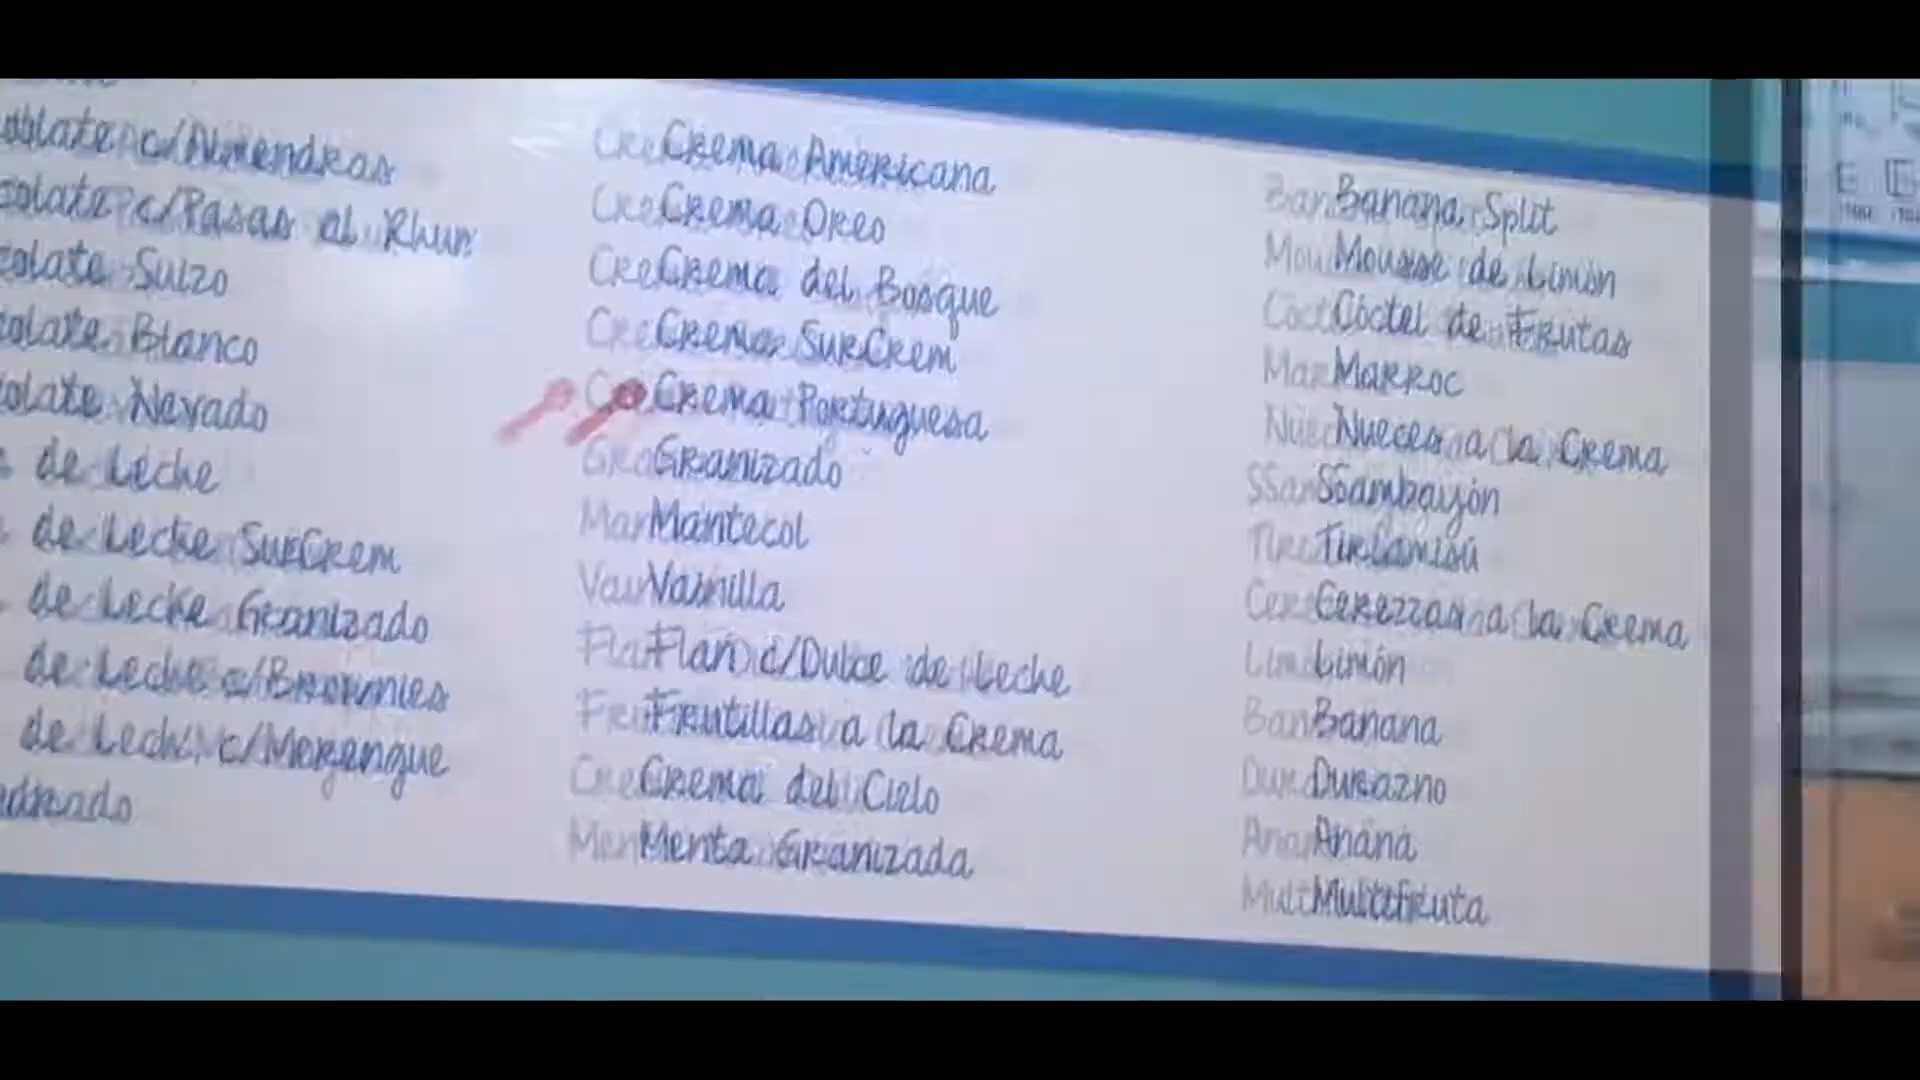 c/Almendras
c/Pasas al Rhum
Suizo
Blanco
Nevado
de Leche
de Leche SurCrem
de Leche Granizado
de Leche c/Brownies
de Leche c/Merengue
Crema Americana
Crema Oreo
Crema del Bosque
Crema SurCrem
Crema Portuguesa
Granizado
Mantecol
Vainilla
Flan c/Dulce de Leche
Frutillas a la Crema
Crema del Cielo
Menta Granizada
Banana Split
Mousse de Limón
Cóctel de Frutas
Marroc
Nueces a la Crema
Sambayón
Tiramisú
Cerezas a la Crema
Limón
Banana
Durazno
Ananá
Multifruta